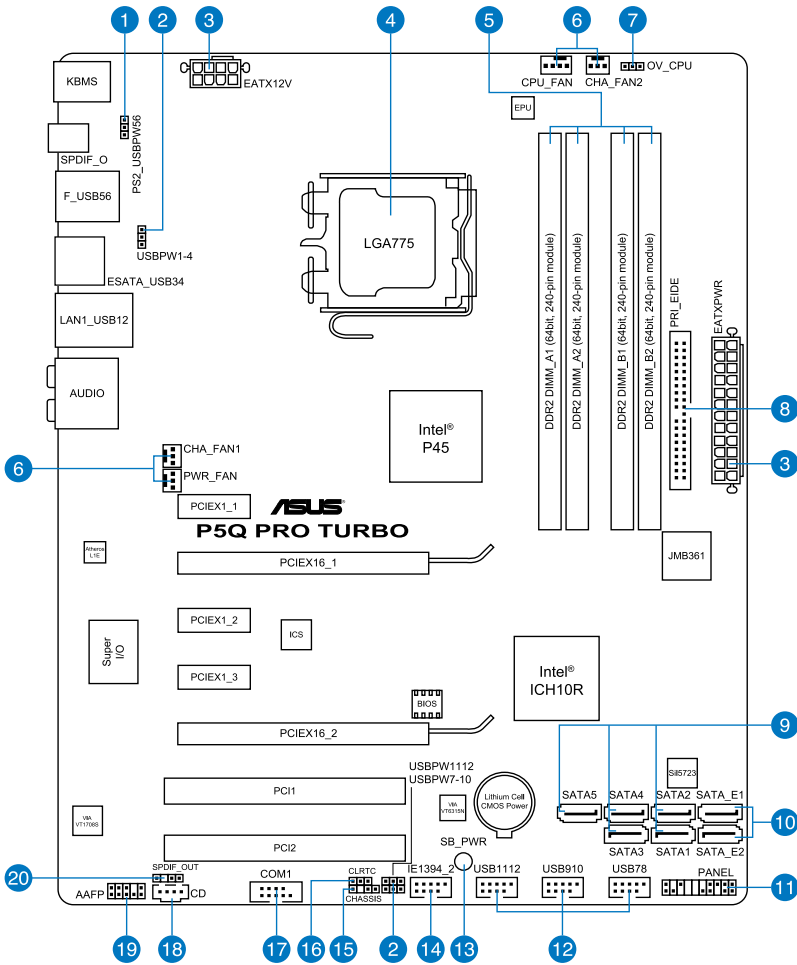 1
2
3
4
5
6
7
KBMS
EATX12V
CPU_FAN
CHA_FAN2
OV_CPU
EPU
PS2_USBPW56
SPDIF_O
F_USB56
USBPW1-4
LGA775
ESATA_USB34
LAN1_USB12
AUDIO
DDR2 DIMM_A1 (64bit, 240-pin module)
DDR2 DIMM_A2 (64bit, 240-pin module)
DDR2 DIMM_B1 (64bit, 240-pin module)
DDR2 DIMM_B2 (64bit, 240-pin module)
PRI_EIDE
EATXPWR
8
3
Intel®
P45
6
CHA_FAN1
PWR_FAN
PCIEX1_1
ASUS
P5Q PRO TURBO
Atheros
L1E
PCIEX16_1
JMB361
PCIEX1_2
ICS
Super
I/O
PCIEX1_3
Intel®
ICH10R
BIOS
PCIEX16_2
9
USBPW1112
USBPW7-10
SiI5723
PCI1
VIA
VT6315N
Lithium Cell
CMOS Power
SATA5
SATA4
SATA2
SATA_E1
10
VIA
VT1708S
PCI2
SB_PWR
SATA3
SATA1
SATA_E2
20
SPDIF_OUT
AAFP
CD
COM1
CLRTC
CHASSIS
IE1394_2
USB1112
USB910
USB78
PANEL
11
19
18
17
16
15
2
14
13
12